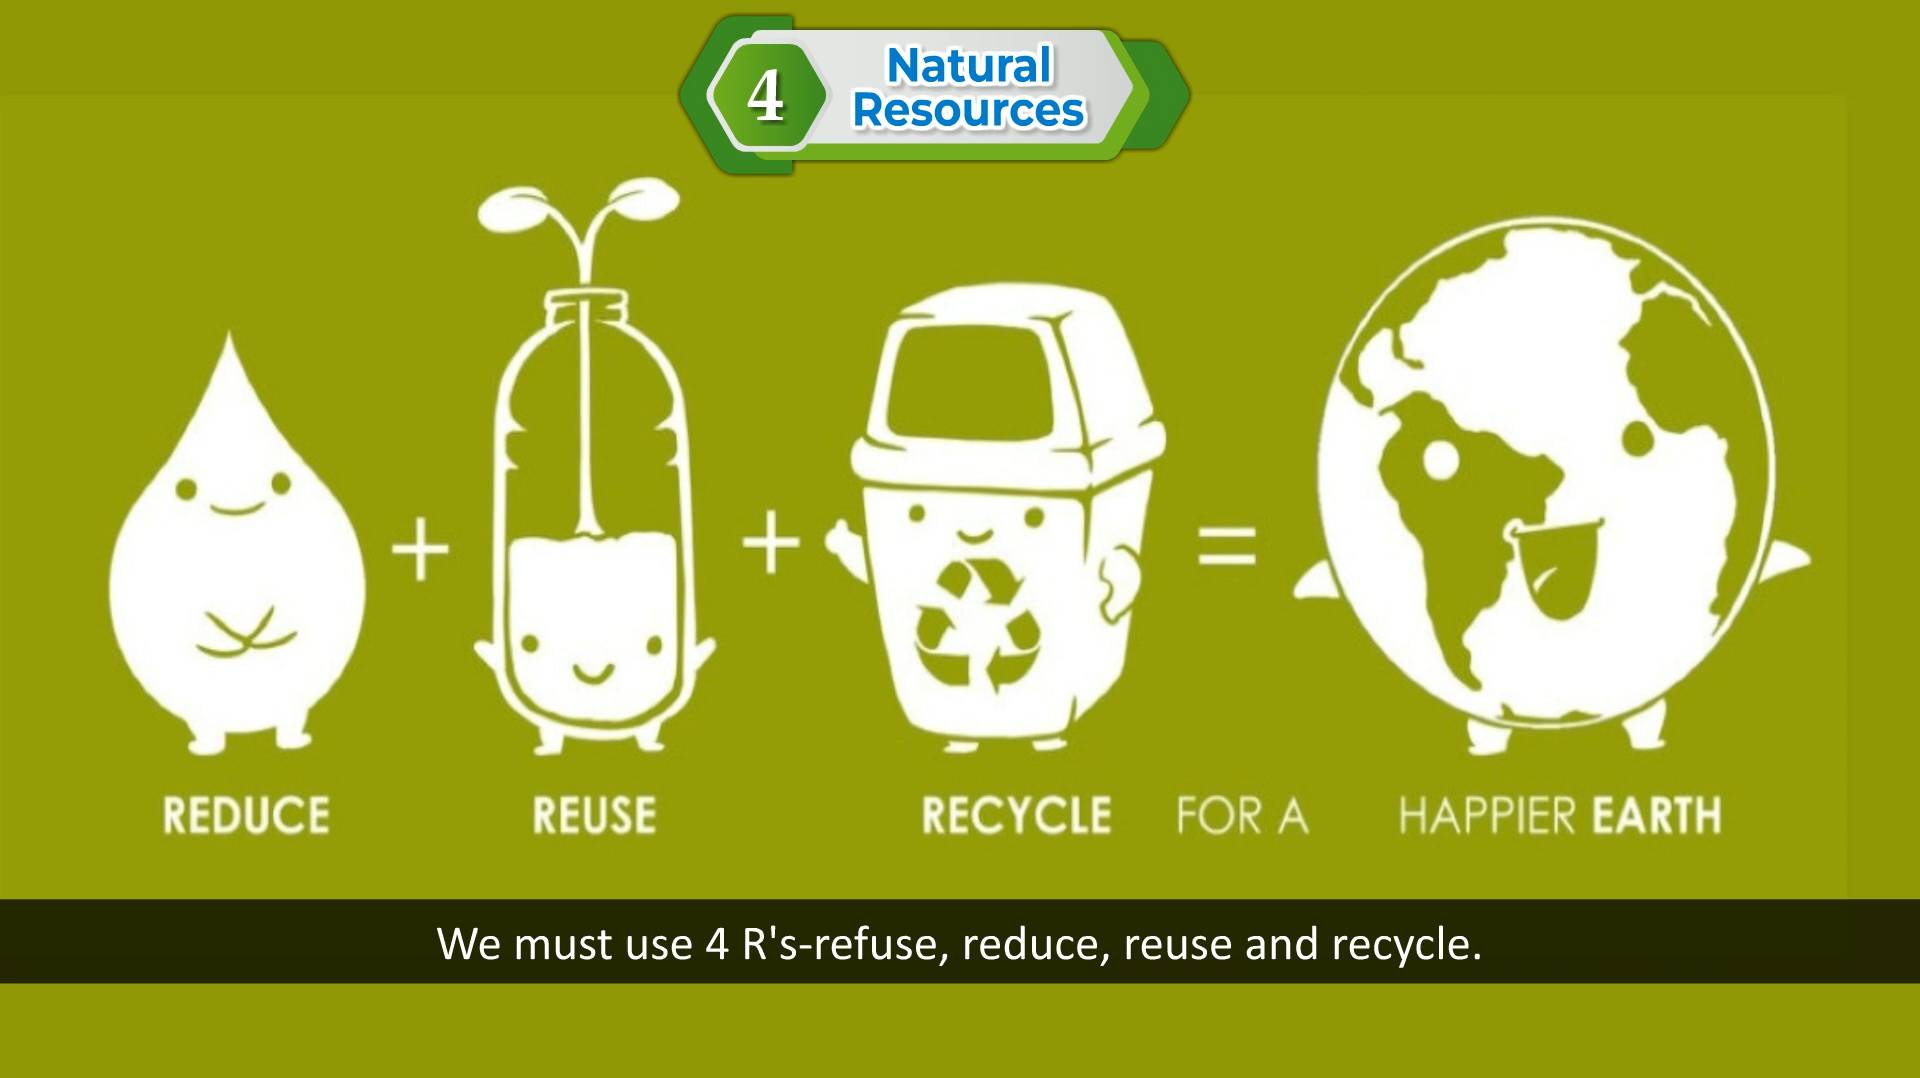 4
Natural
Resources
REDUCE REUSE RECYCLE FOR A HAPPIER EARTH
We must use 4 R's-refuse, reduce, reuse and recycle.